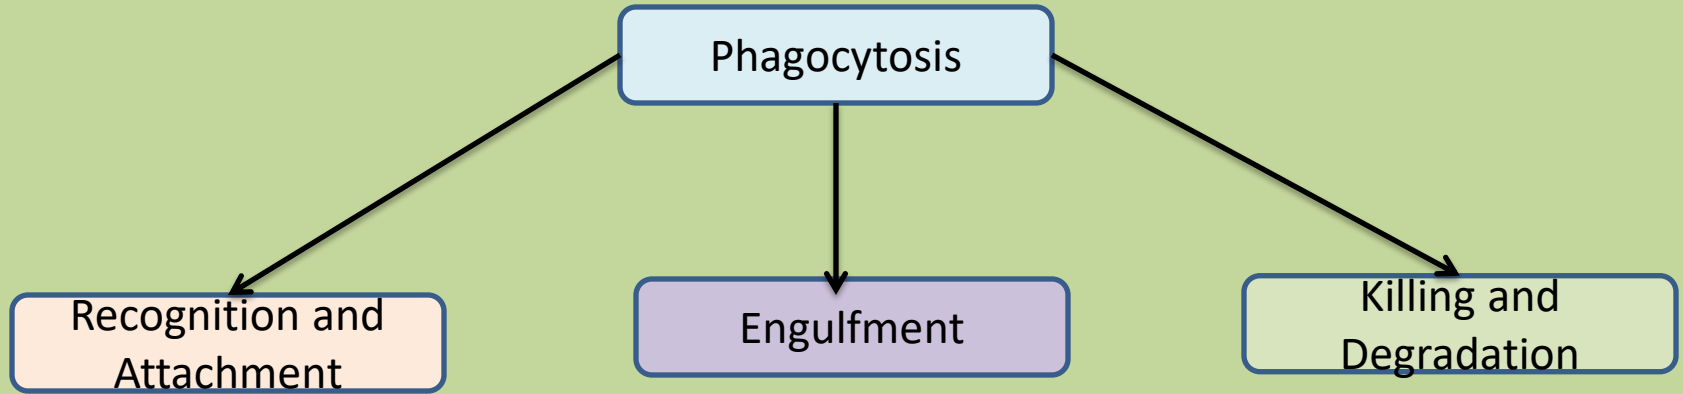 Phagocytosis
Recognition and
Attachment
Engulfment
Killing and
Degradation